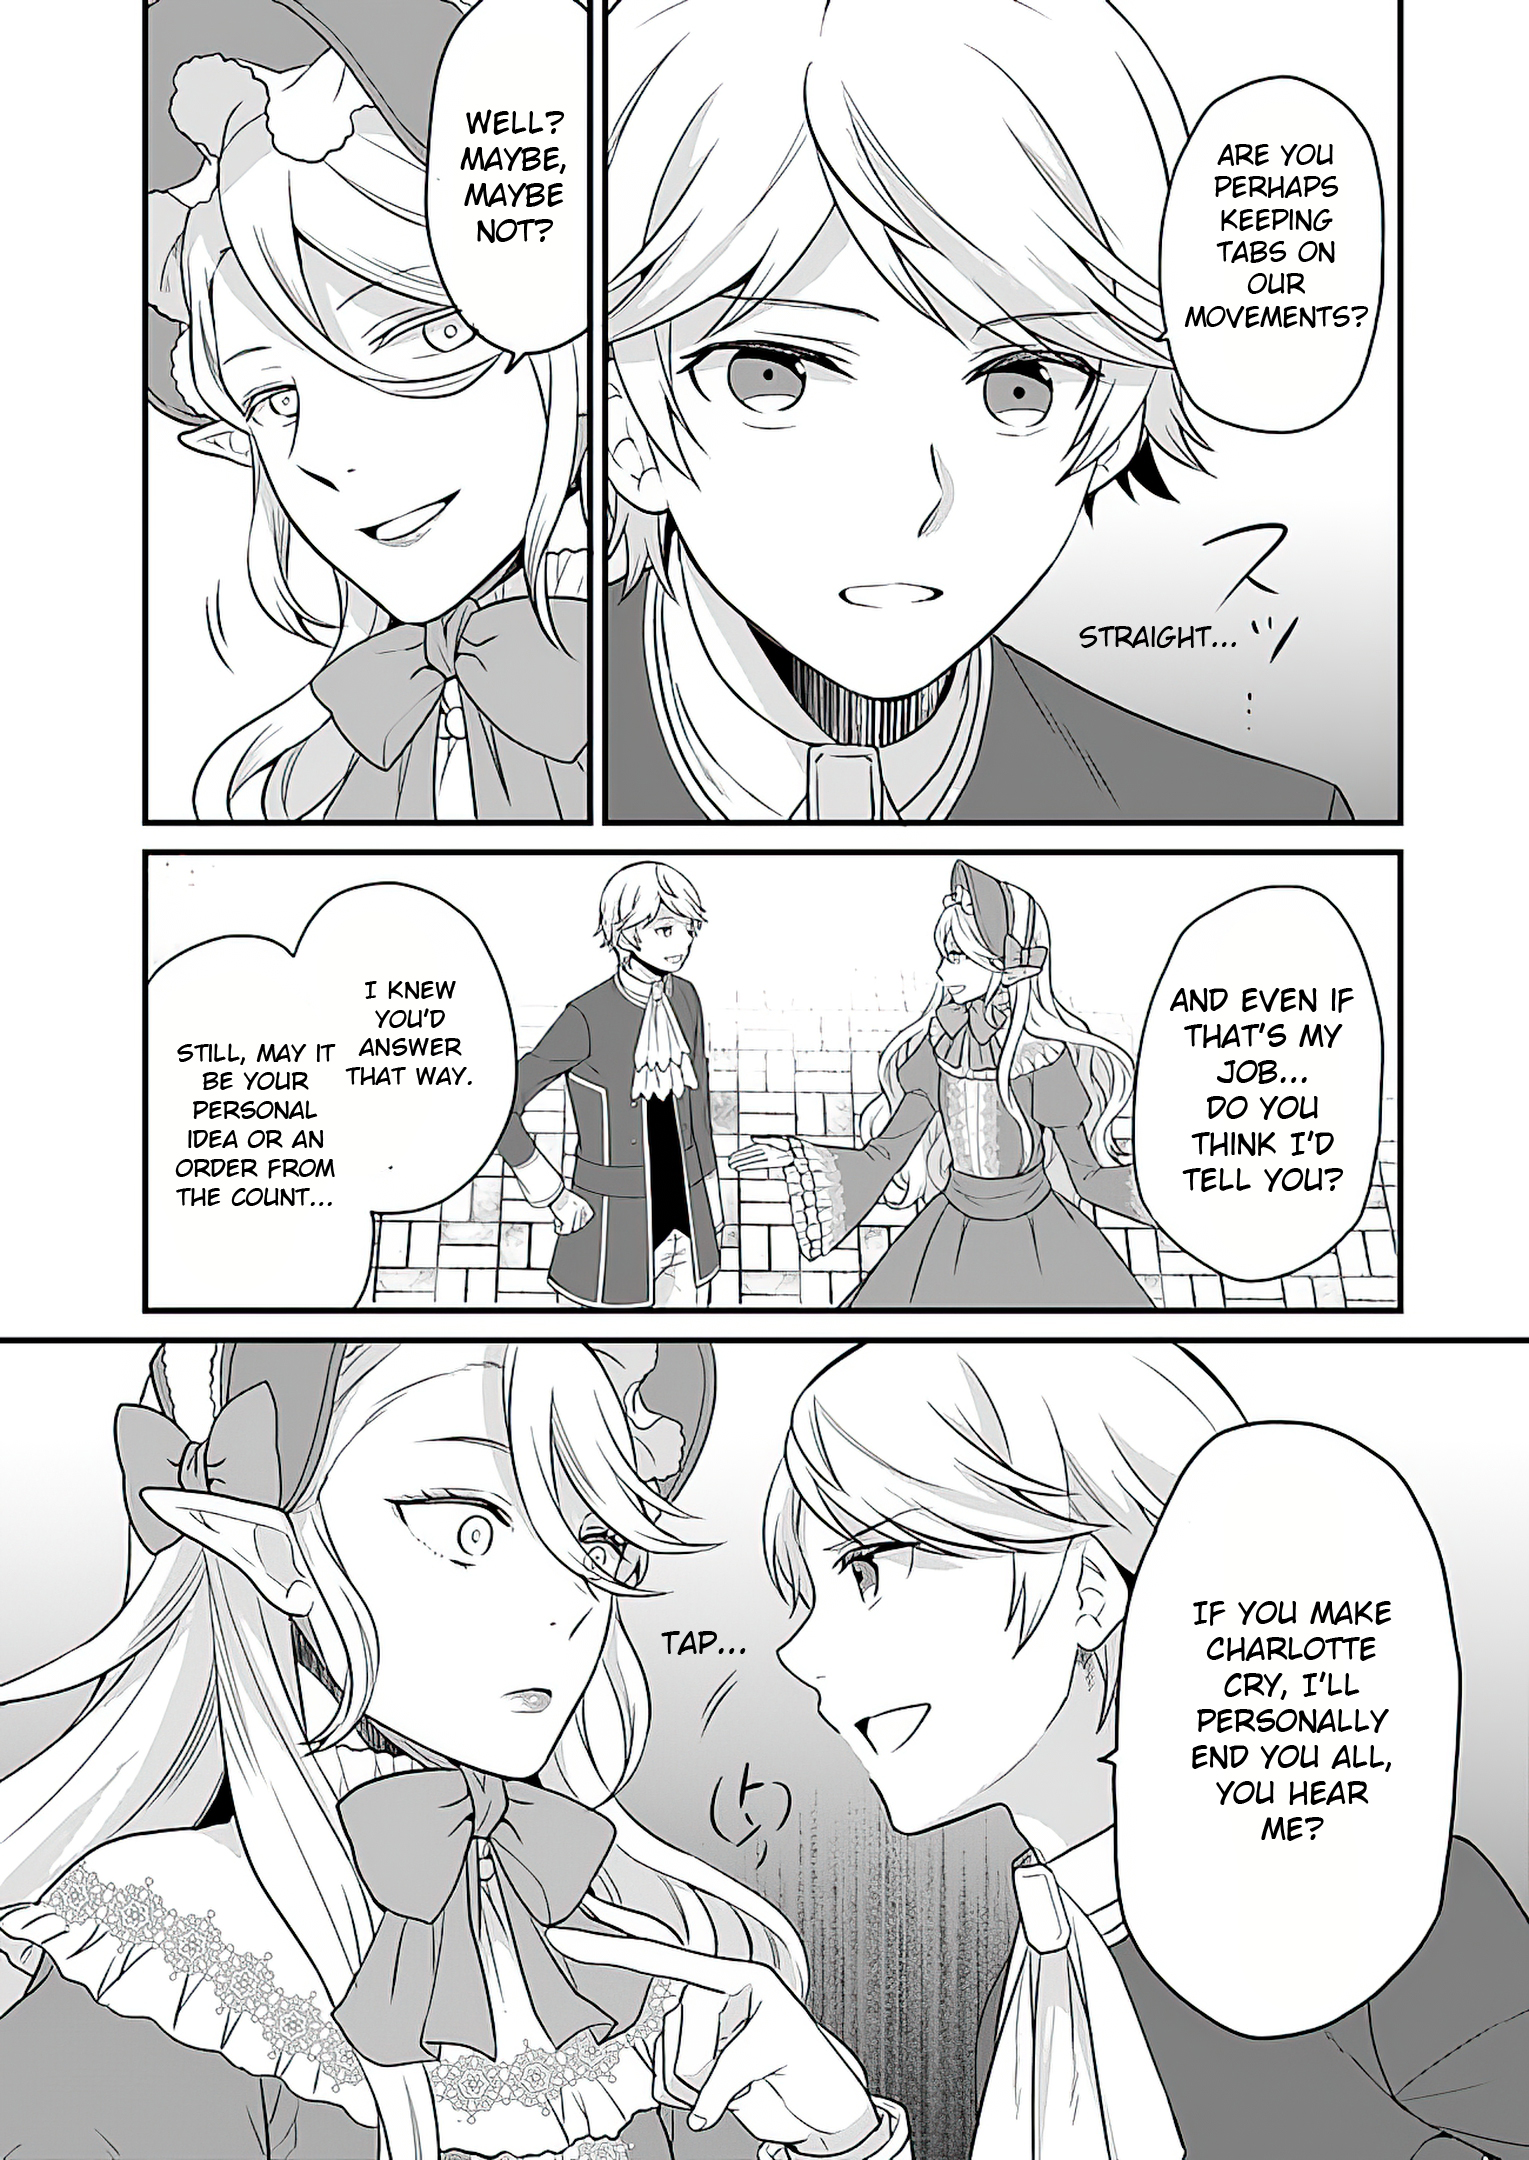 ARE YOU
PERHAPS
KEEPING
TABS ON
OUR
MOVEMENTS?
スッ…
STRAIGHT...
WELL?
MAYBE,
MAYBE
NOT?
AND EVEN IF
THAT'S MY
JOB...
DO YOU
THINK I'D
TELL YOU?
I KNEW
YOU'D
ANSWER
THAT WAY.
STILL, MAY IT
BE YOUR
PERSONAL
IDEA OR AN
ORDER FROM
THE COUNT...
IF YOU MAKE
CHARLOTTE
CRY, I'LL
PERSONALLY
END YOU ALL,
YOU HEAR
ME?
TAP...